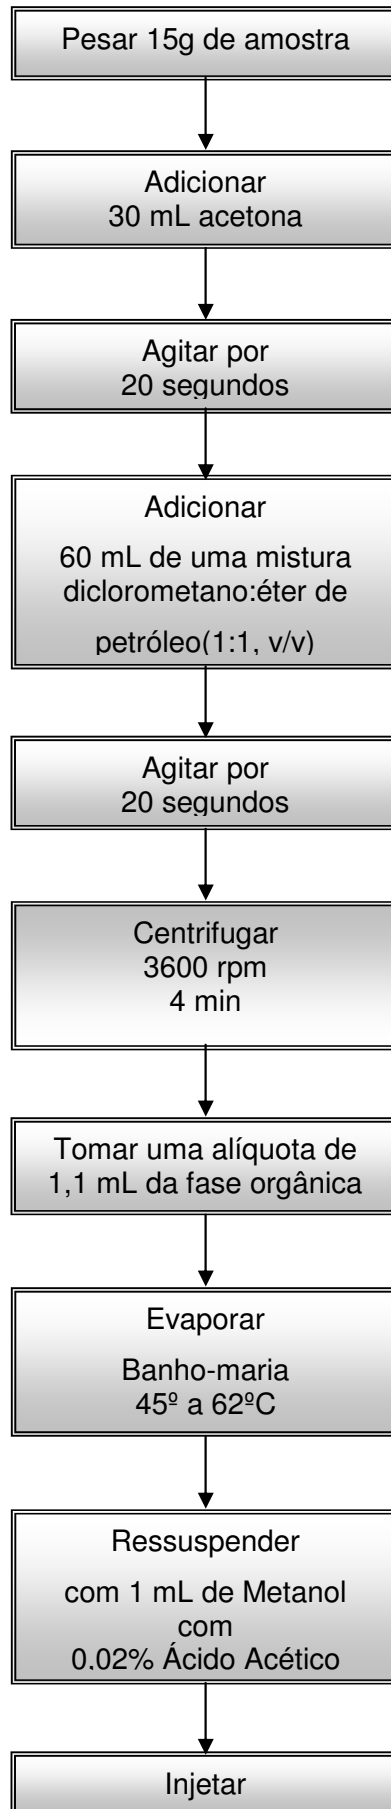 Pesar 15g de amostra
Adicionar
30 mL acetona
Agitar por
20 segundos
Adicionar
60 mL de uma mistura
diclorometano:éter de
petróleo(1:1, v/v)
Agitar por
20 segundos
Centrifugar
3600 rpm
4 min
Tomar uma alíquota de
1,1 mL da fase orgânica
Evaporar
Banho-maria
45º a 62ºC
Ressuspender
com 1 mL de Metanol
com
0,02% Ácido Acético
Injetar